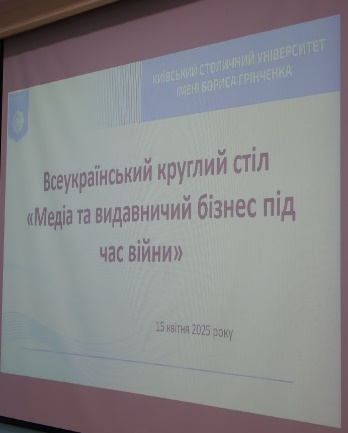 КИЇВСЬКИЙ СТОЛИЧНИЙ УНІВЕРСИТЕТ
ІМЕНІ БОРИСА ГРІНЧЕНКА
Всеукраїнський круглий стіл
«Медіа та видавничий бізнес під
час війни»
15 квітня 2025 року